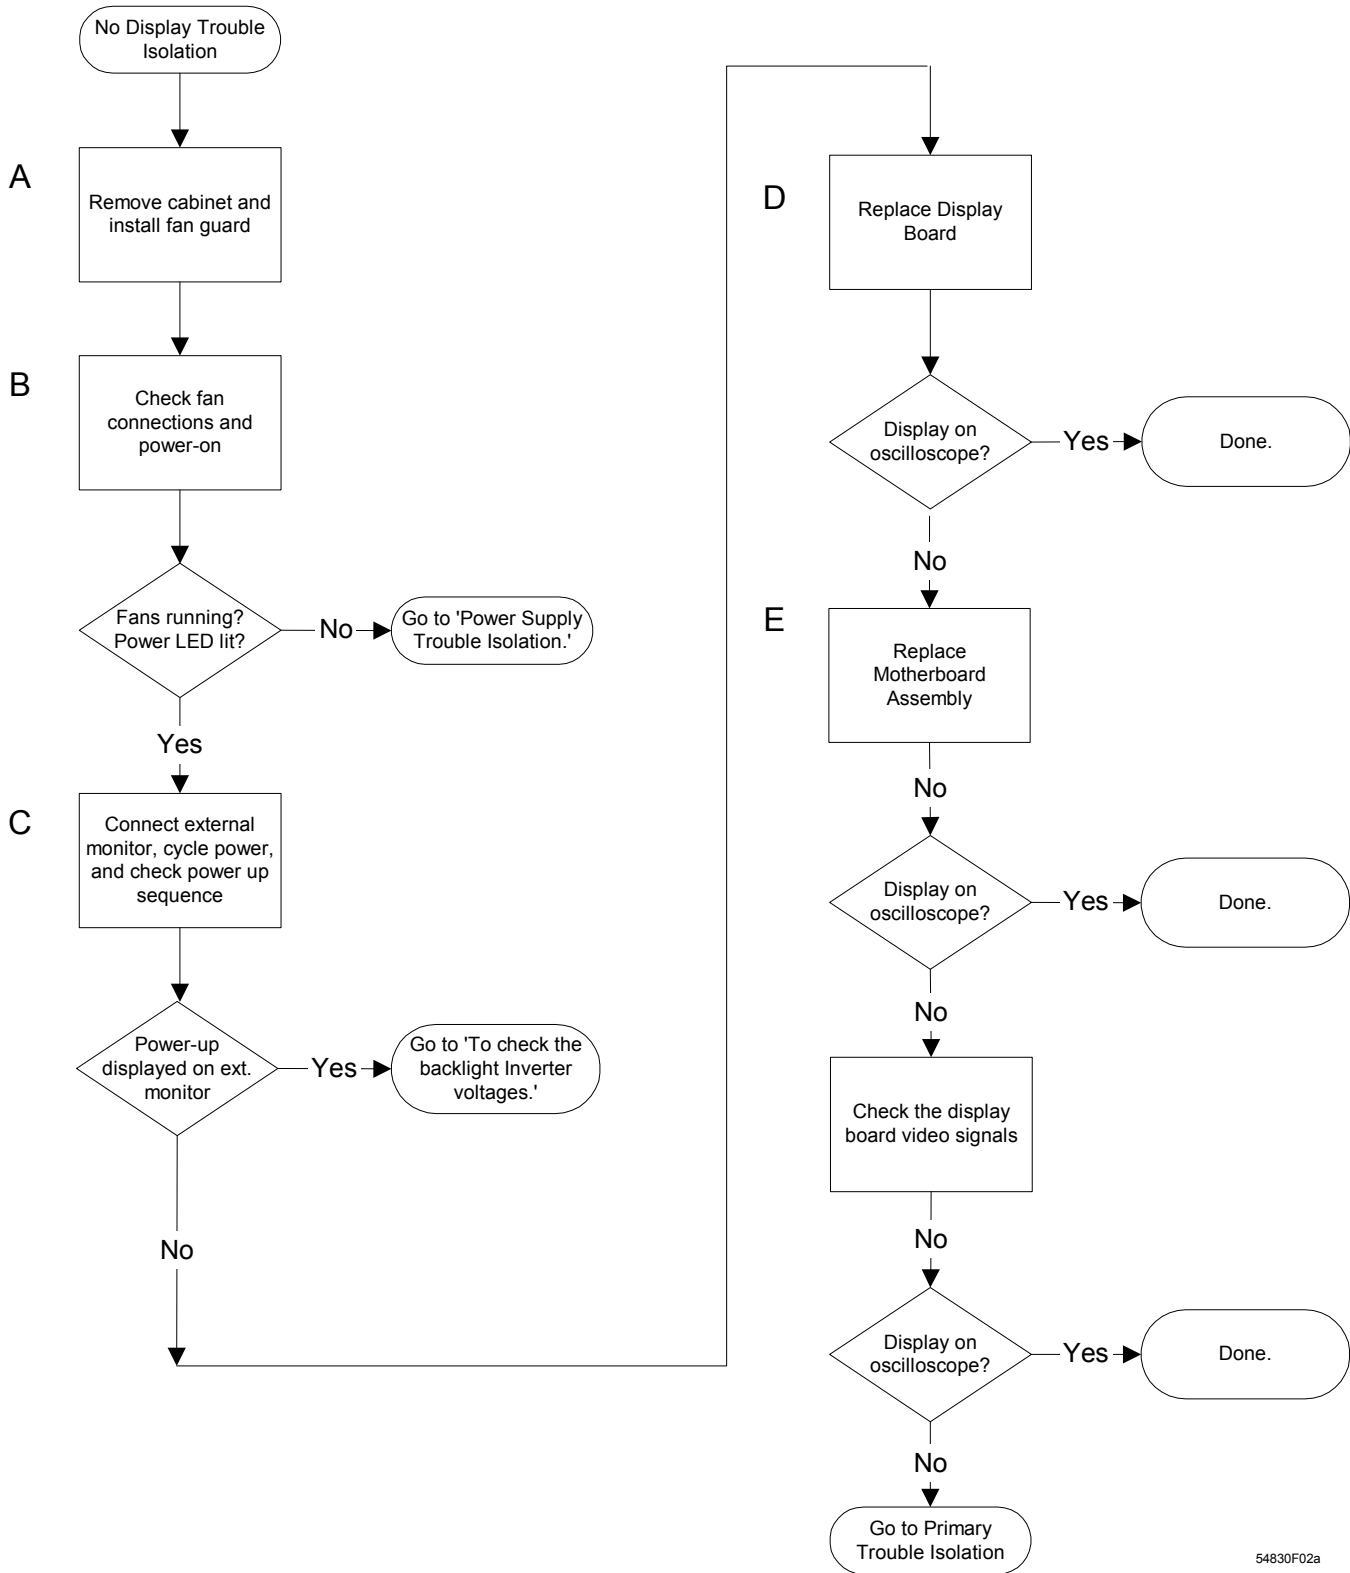 No Display Trouble
Isolation
A
Remove cabinet and
install fan guard
B
Check fan
connections and
power-on
Fans running?
Power LED lit?
No
Go to 'Power Supply
Trouble Isolation.'
Yes
C
Connect external
monitor, cycle power,
and check power up
sequence
Power-up
displayed on ext.
monitor
Yes
Go to 'To check the
backlight Inverter
voltages.'
No
D
Replace Display
Board
Display on
oscilloscope?
Yes
Done.
No
E
Replace
Motherboard
Assembly
No
Display on
oscilloscope?
Yes
Done.
No
Check the display
board video signals
No
Display on
oscilloscope?
Yes
Done.
No
Go to Primary
Trouble Isolation
54830F02a